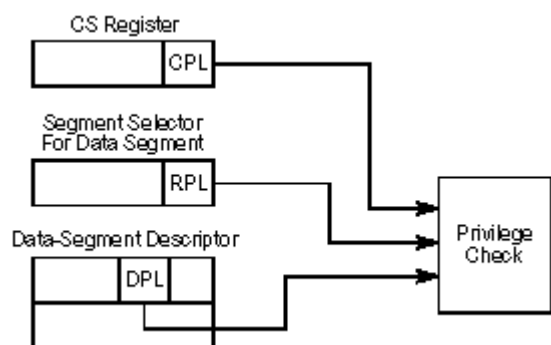 CS Register
CPL
Segment Selector
For Data Segment
RPL
Data-Segment Descriptor
DPL
Privilege
Check